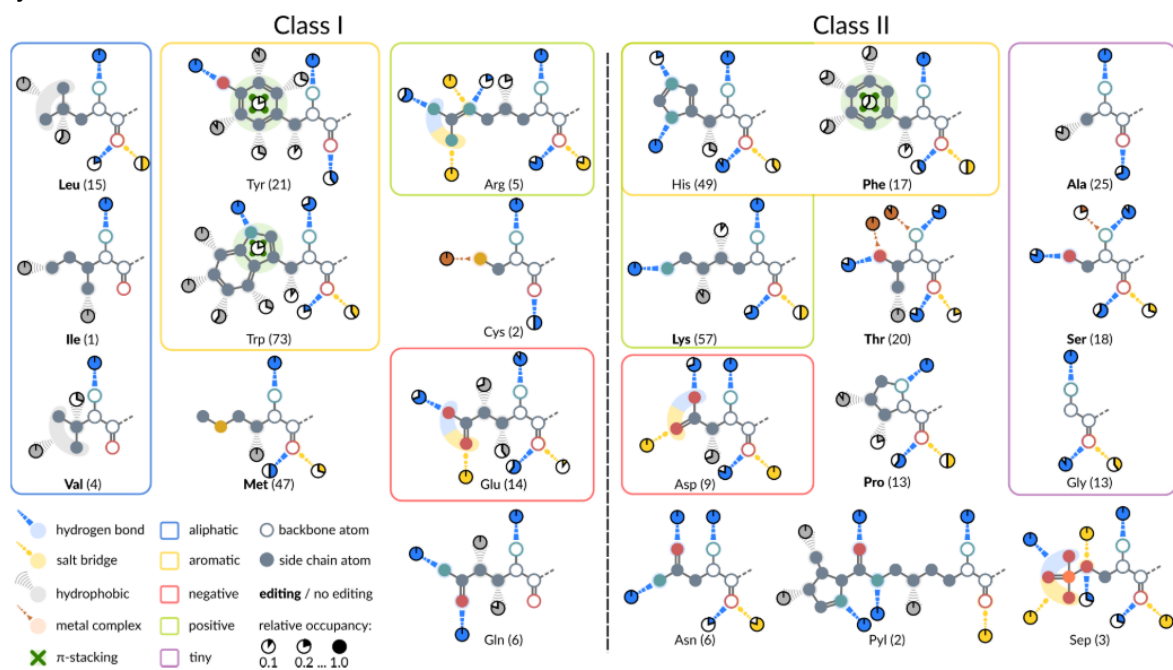 Class I
Class II
Leu (15)
Tyr (21)
Arg (5)
His (49)
Phe (17)
Ala (25)
Ile (1)
Trp (73)
Cys (2)
Lys (57)
Thr (20)
Ser (18)
Val (4)
Met (47)
Glu (14)
Asp (9)
Pro (13)
Gly (13)
hydrogen bond
aliphatic
backbone atom
salt bridge
aromatic
side chain atom
hydrophobic
negative
editing / no editing
metal complex
positive
relative occupancy:
π-stacking
tiny
0.1 0.2 ... 1.0
Gln (6)
Asn (6)
Pyl (2)
Sep (3)